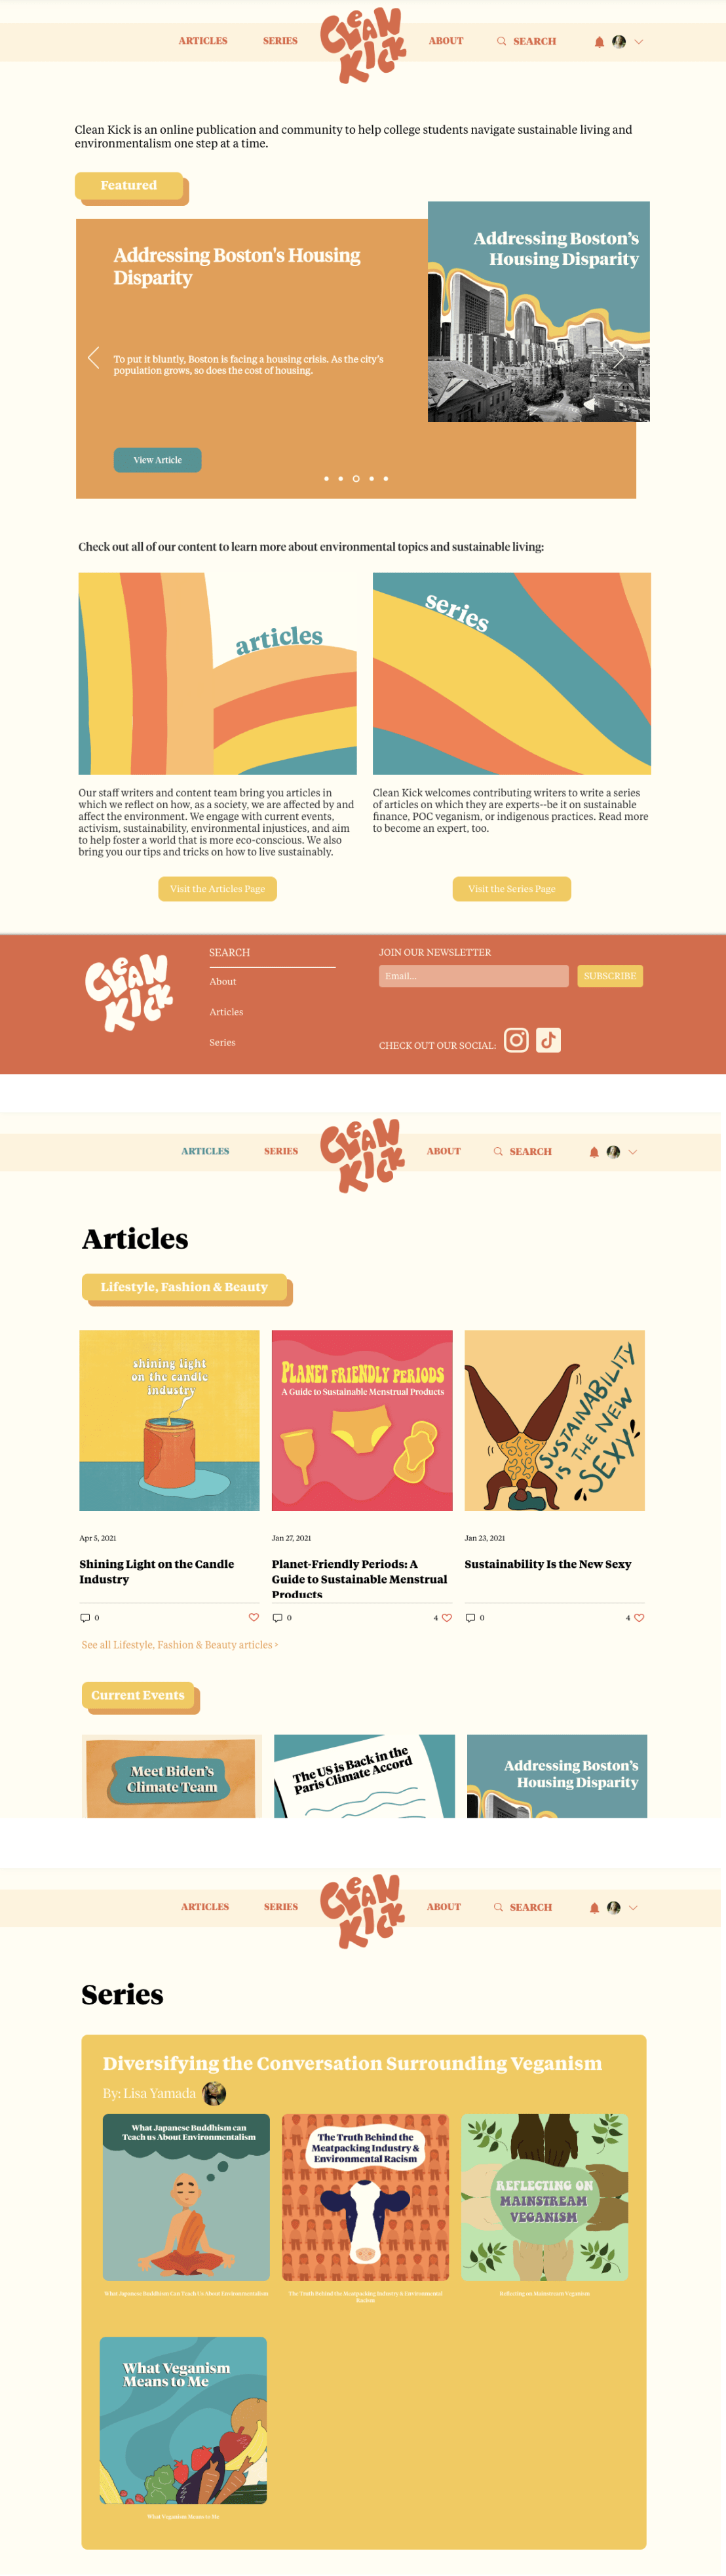 ARTICLES SERIES CLEAN KICK ABOUT SEARCH
Clean Kick is an online publication and community to help college students navigate sustainable living and
environmentalism one step at a time.
Featured
Addressing Boston's Housing
Disparity
To put it bluntly, Boston is facing a housing crisis. As the city's
population grows, so does the cost of housing.
View Article
Addressing Boston's
Housing Disparity
Check out all of our content to learn more about environmental topics and sustainable living:
articles
Our staff writers and content team bring you articles in
which we reflect on how, as a society, we are affected by and
affect the environment. We engage with current events,
activism, sustainability, environmental injustices, and aim
to help foster a world that is more eco-conscious. We also
bring you our tips and tricks on how to live sustainably.
Visit the Articles Page
series
Clean Kick welcomes contributing writers to write a series
of articles on which they are experts--be it on sustainable
finance, POC veganism, or indigenous practices. Read more
to become an expert, too.
Visit the Series Page
CLEAN
KICK
SEARCH
About
Articles
Series
JOIN OUR NEWSLETTER
Email...
SUBSCRIBE
CHECK OUT OUR SOCIAL:
ARTICLES SERIES CLEAN KICK ABOUT SEARCH
Articles
Lifestyle, Fashion & Beauty
shining light
on the candle
industry
Apr 5, 2021
Shining Light on the Candle
Industry
0
PLANET FRIENDLY PERIODS
A Guide to Sustainable Menstrual Products
Jan 27, 2021
Planet-Friendly Periods: A
Guide to Sustainable Menstrual
Products
0 4
SUSTAINABILITY
IS THE NEW
SEXY
Jan 23, 2021
Sustainability Is the New Sexy
0 4
See all Lifestyle, Fashion & Beauty articles >
Current Events
Meet Biden's
Climate Team
The US is Back in the
Paris Climate Accord
Addressing Boston's
Housing Disparity
ARTICLES SERIES CLEAN KICK ABOUT SEARCH
Series
Diversifying the Conversation Surrounding Veganism
By: Lisa Yamada
What Japanese Buddhism can
Teach us About Environmentalism
What Japanese Buddhism Can Teach Us About Environmentalism
The Truth Behind the
Meatpacking Industry &
Environmental Racism
The Truth Behind the Meatpacking Industry & Environmental
Racism
REFLECTING ON
MAINSTREAM
VEGANISM
Reflecting on Mainstream Veganism
What Veganism
Means to Me
What Veganism Means to Me